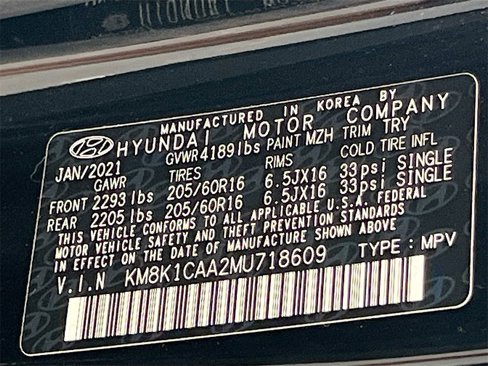 MANUFACTURED IN KOREA BY
HYUNDAI MOTOR COMPANY
JAN/2021 GVWR 4189lbs PAINT MZH TRIM TRY
GAWR TIRES RIMS COLD TIRE INFL
FRONT 2293 lbs 205/60R16 6.5JX16 33psi SINGLE
REAR 2205 lbs 205/60R16 6.5JX16 33psi SINGLE
THIS VEHICLE CONFORMS TO ALL APPLICABLE U.S.A. FEDERAL
MOTOR VEHICLE SAFETY AND THEFT PREVENTION STANDARDS
IN EFFECT ON THE DATE OF MANUFACTURE SHOWN ABOVE
V.I.N KM8K1CAA2MU718609 TYPE : MPV